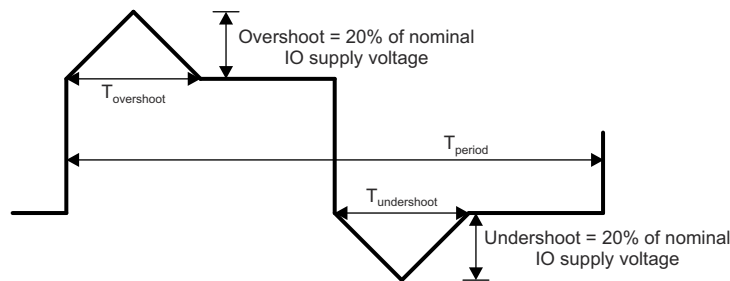 Overshoot = 20% of nominal
IO supply voltage
Tovershoot
Tperiod
Tundershoot
Undershoot = 20% of nominal
IO supply voltage